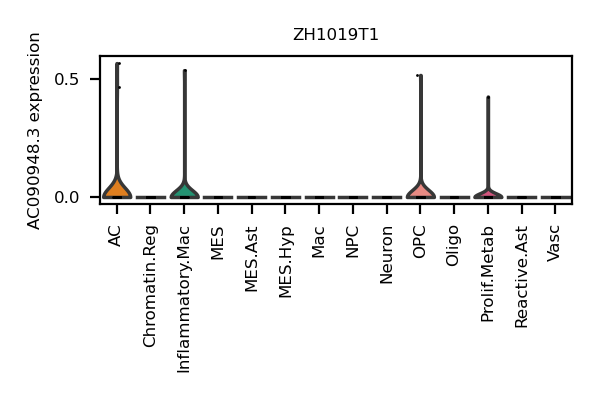 ZH1019T1
AC090948.3 expression
0.5
0.0
AC
Chromatin.Reg
Inflammatory.Mac
MES
MES.Ast
MES.Hyp
Mac
NPC
Neuron
OPC
Oligo
Prolif.Metab
Reactive.Ast
Vasc